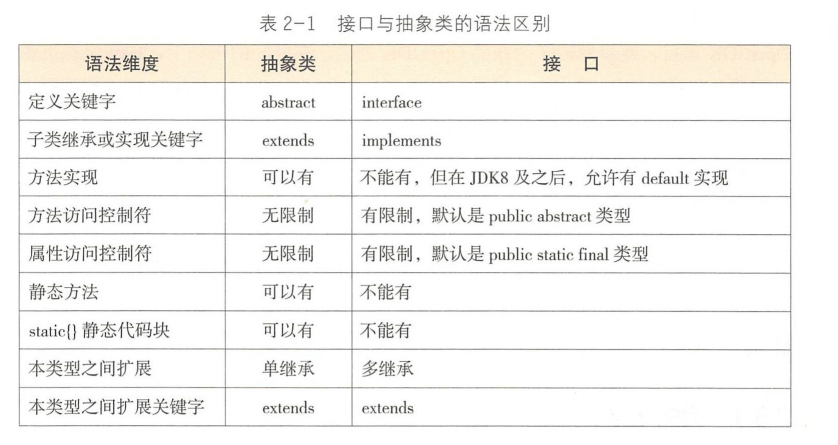 表 2-1 接口与抽象类的语法区别
语法维度 抽象类 接 口
定义关键字 abstract interface
子类继承或实现关键字 extends implements
方法实现 可以有 不能有，但在 JDK8 及之后，允许有 default 实现
方法访问控制符 无限制 有限制，默认是 public abstract 类型
属性访问控制符 无限制 有限制，默认是 public static final 类型
静态方法 可以有 不能有
static{} 静态代码块 可以有 不能有
本类型之间扩展 单继承 多继承
本类型之间扩展关键字 extends extends